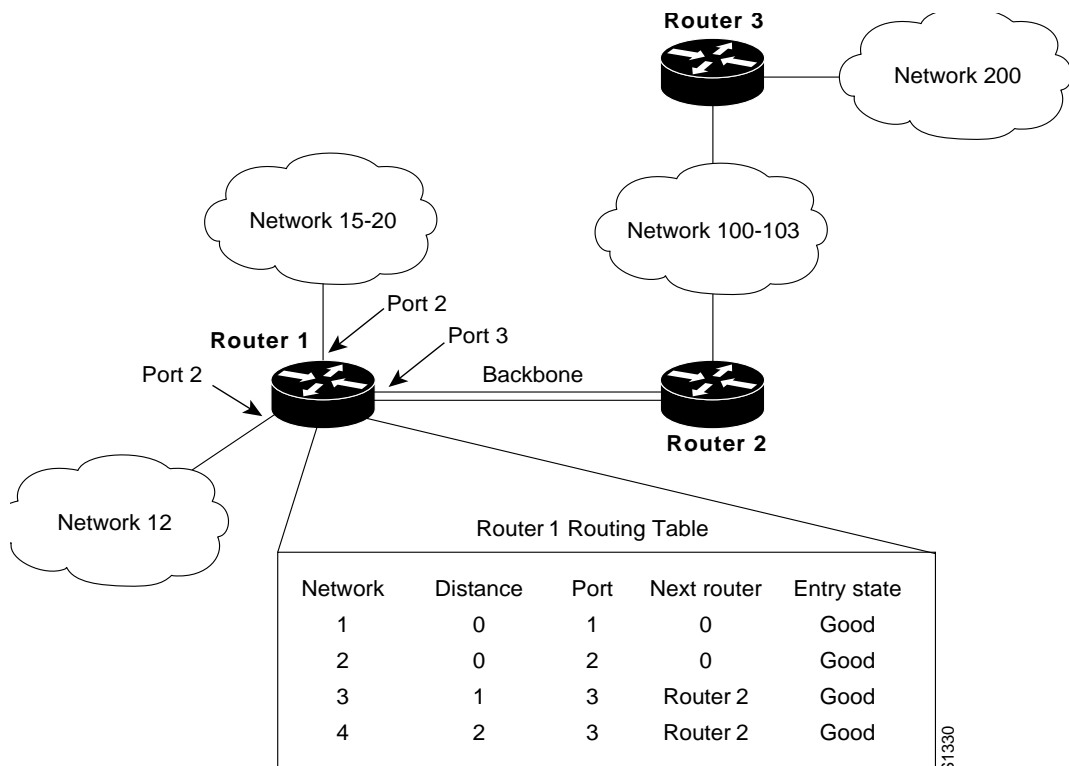 Router 3
Network 200
Network 15-20
Network 100-103
Port 2
Router 1
Port 3
Port 2
Backbone
Router 2
Network 12
Router 1 Routing Table
Network Distance Port Next router Entry state
1 0 1 0 Good
2 0 2 0 Good
3 1 3 Router 2 Good
4 2 3 Router 2 Good
S1330